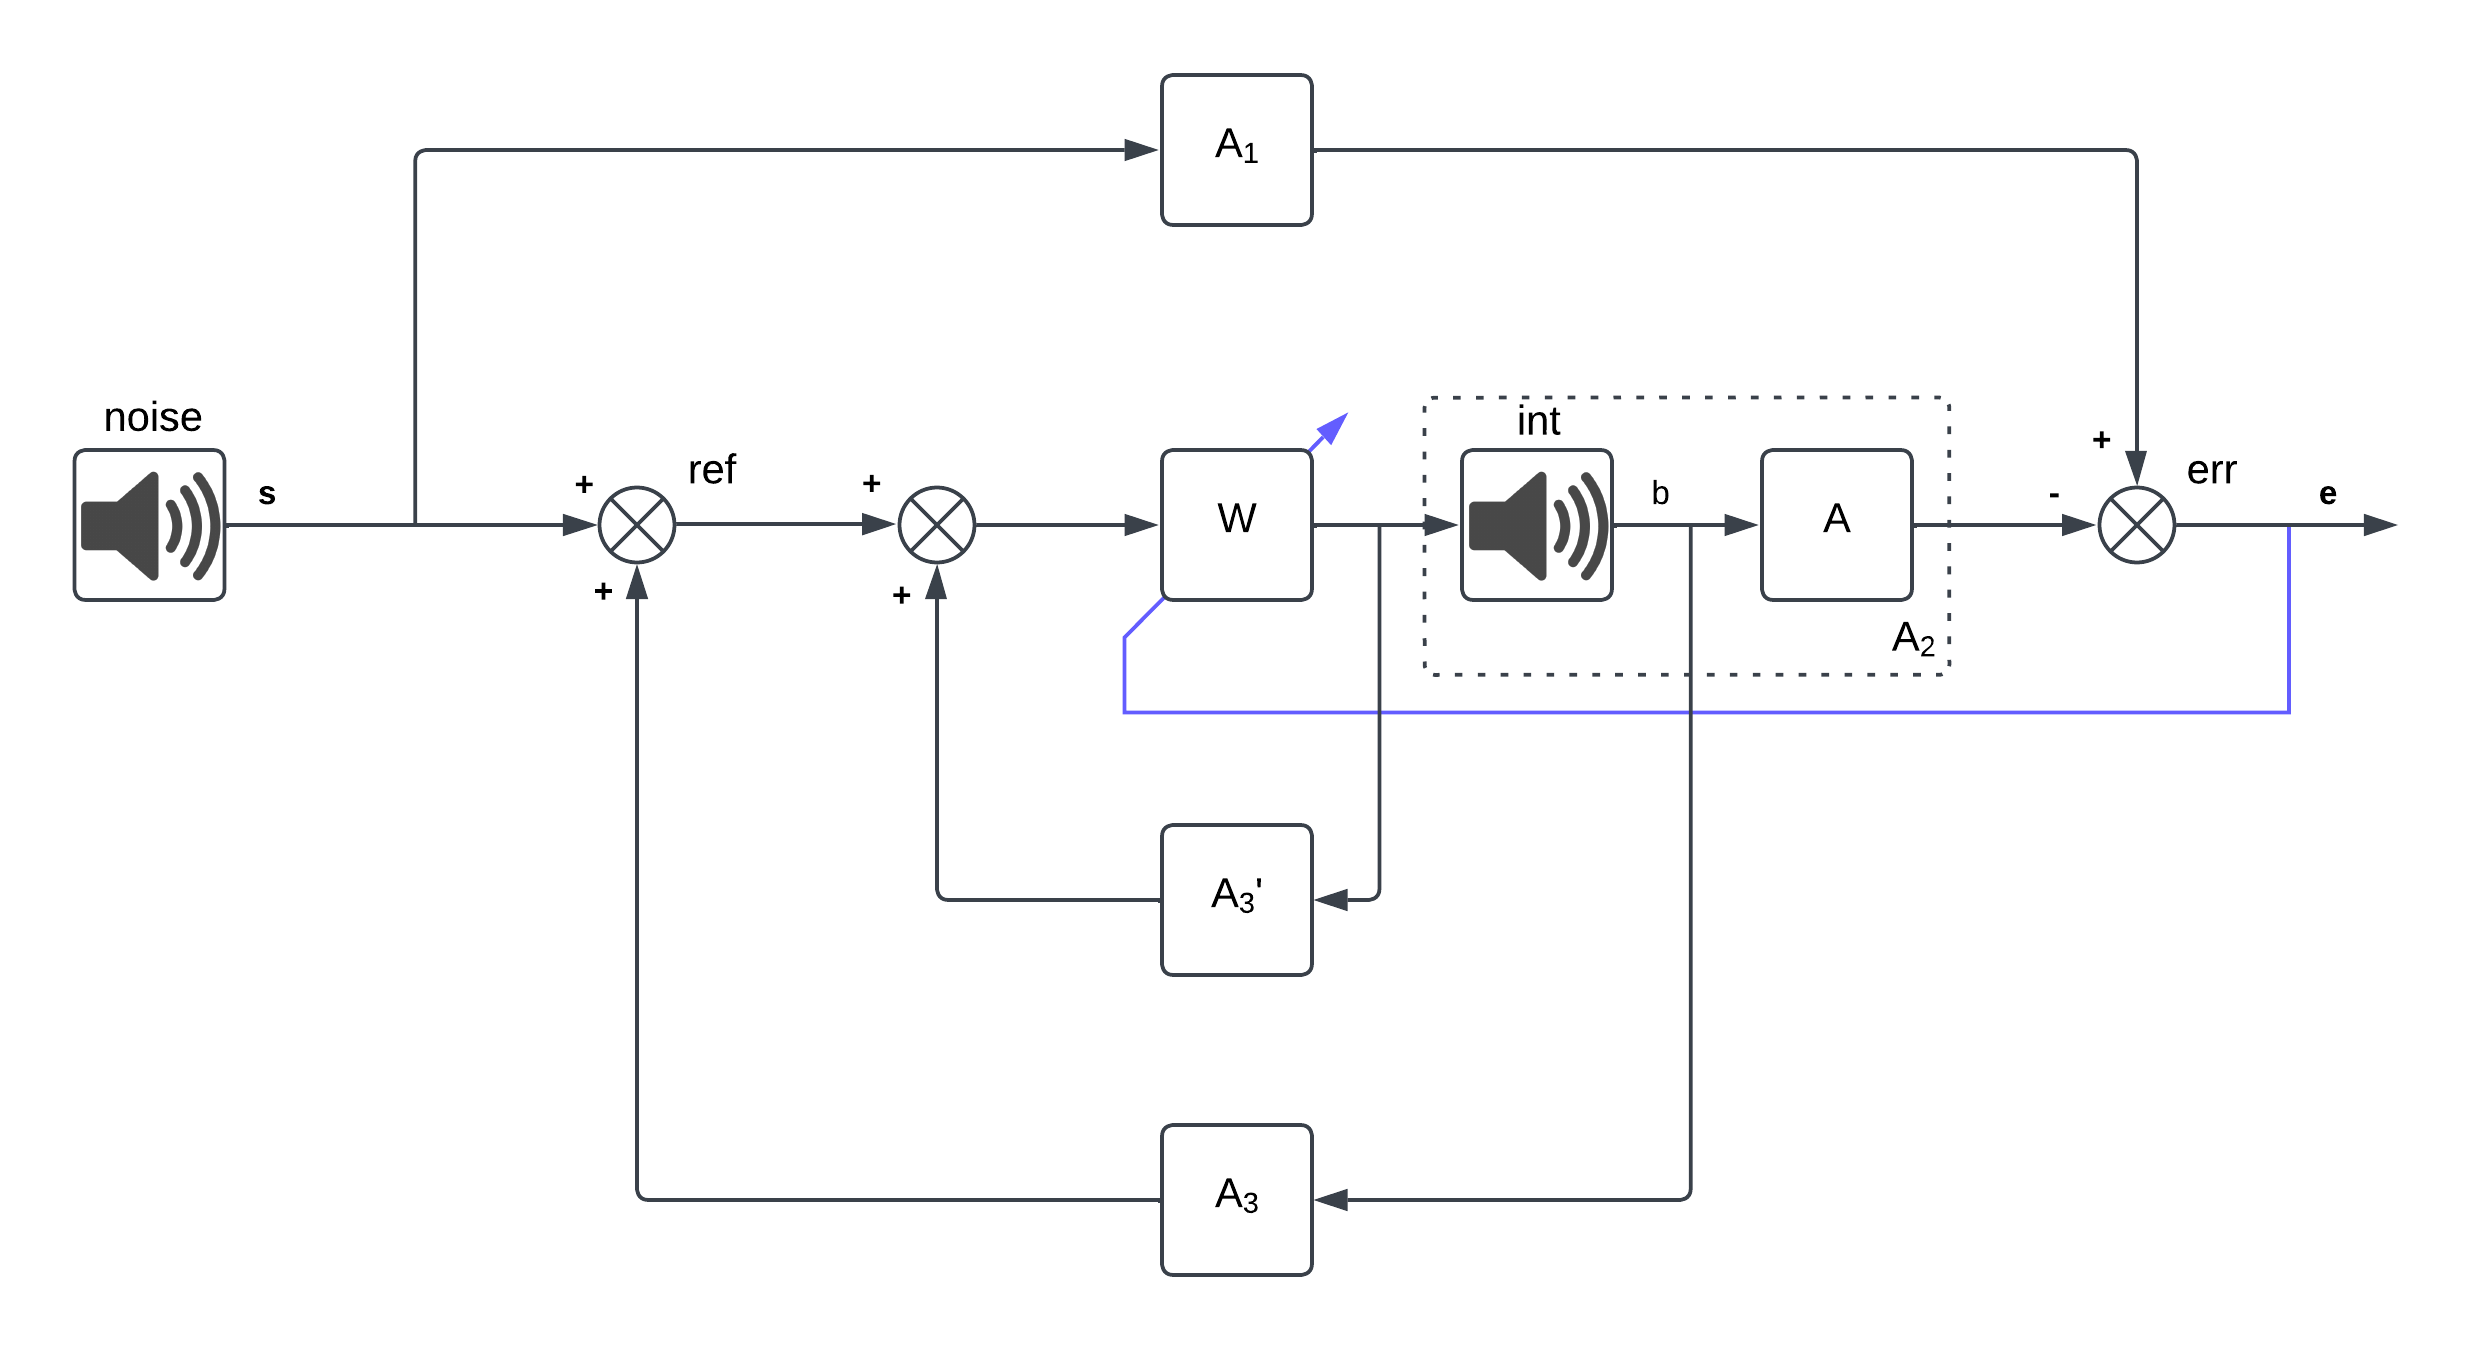 A₁
noise
s
+
+
ref
+
+
W
int
b
A
A₂
-
+
err
e
A₃'
A₃